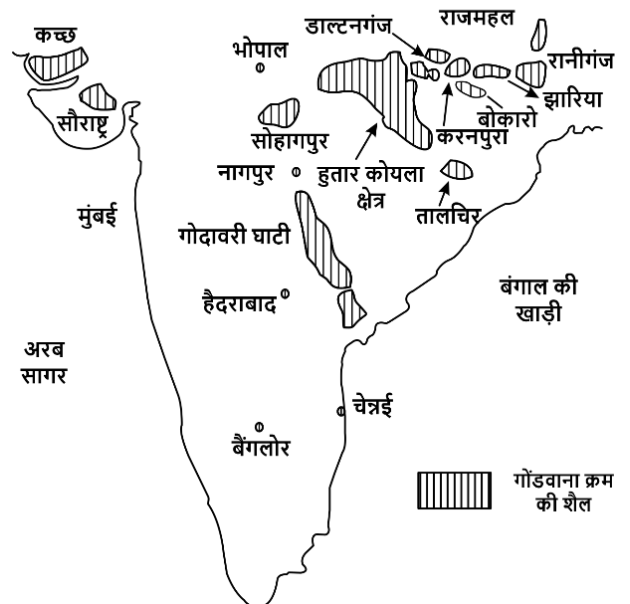 राजमहल
डाल्टनगंज
कच्छ
भोपाल
रानीगंज
झारिया
सौराष्ट्र
बोकारो
सोहागपुर
करनपुरा
नागपुर
हुतार कोयला
क्षेत्र
तालचिर
मुंबई
गोदावरी घाटी
हैदराबाद
बंगाल की
खाड़ी
अरब
सागर
चेन्नई
बैंगलोर
गोंडवाना क्रम
की शैल